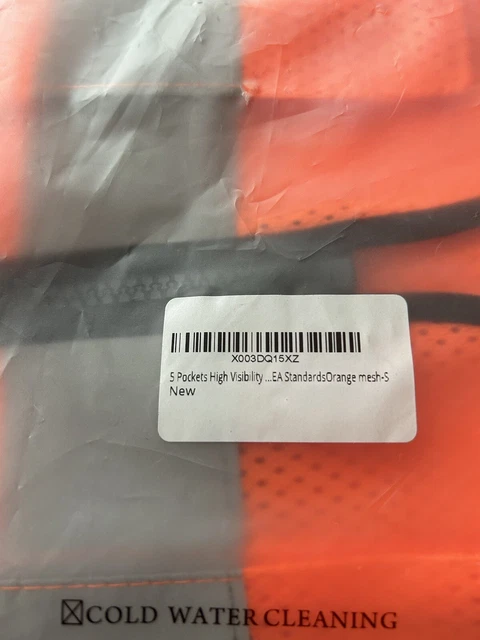 X003DQ15XZ
5 Pockets High Visibility ...EA StandardsOrange mesh-S
New
☒COLD WATER CLEANING